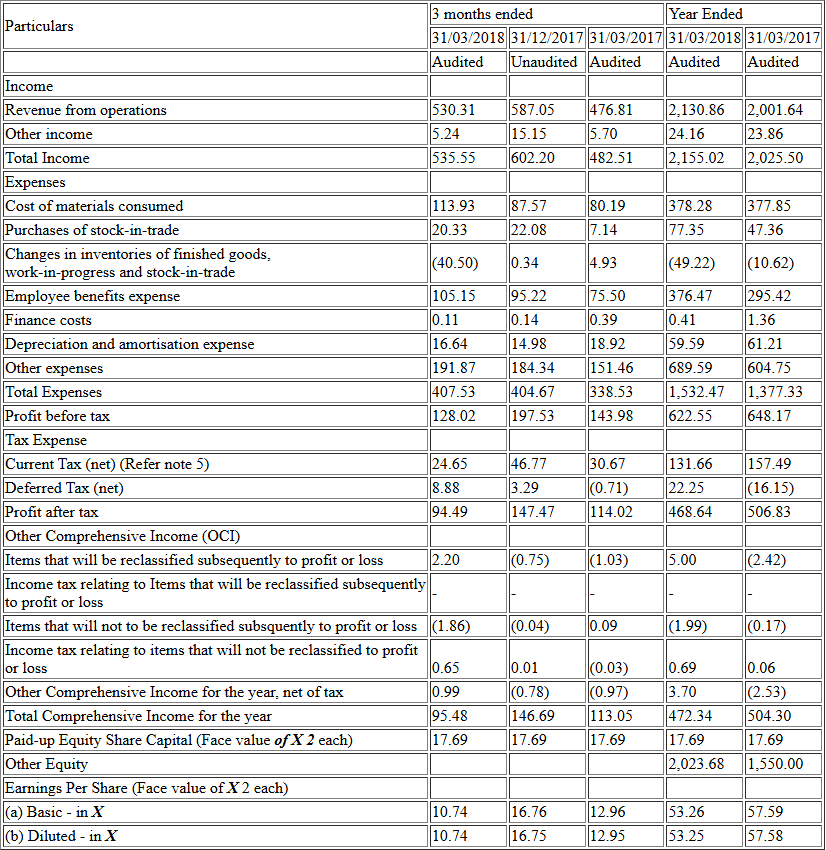 Particulars 3 months ended Year Ended
31/03/2018 31/12/2017 31/03/2017 31/03/2018 31/03/2017
Audited Unaudited Audited Audited Audited
Income
Revenue from operations 530.31 587.05 476.81 2,130.86 2,001.64
Other income 5.24 15.15 5.70 24.16 23.86
Total Income 535.55 602.20 482.51 2,155.02 2,025.50
Expenses
Cost of materials consumed 113.93 87.57 80.19 378.28 377.85
Purchases of stock-in-trade 20.33 22.08 7.14 77.35 47.36
Changes in inventories of finished goods,
work-in-progress and stock-in-trade (40.50) 0.34 4.93 (49.22) (10.62)
Employee benefits expense 105.15 95.22 75.50 376.47 295.42
Finance costs 0.11 0.14 0.39 0.41 1.36
Depreciation and amortisation expense 16.64 14.98 18.92 59.59 61.21
Other expenses 191.87 184.34 151.46 689.59 604.75
Total Expenses 407.53 404.67 338.53 1,532.47 1,377.33
Profit before tax 128.02 197.53 143.98 622.55 648.17
Tax Expense
Current Tax (net) (Refer note 5) 24.65 46.77 30.67 131.66 157.49
Deferred Tax (net) 8.88 3.29 (0.71) 22.25 (16.15)
Profit after tax 94.49 147.47 114.02 468.64 506.83
Other Comprehensive Income (OCI)
Items that will be reclassified subsequently to profit or loss 2.20 (0.75) (1.03) 5.00 (2.42)
Income tax relating to Items that will be reclassified subsequently
to profit or loss - - - - -
Items that will not to be reclassified subsquently to profit or loss (1.86) (0.04) 0.09 (1.99) (0.17)
Income tax relating to items that will not be reclassified to profit
or loss 0.65 0.01 (0.03) 0.69 0.06
Other Comprehensive Income for the year, net of tax 0.99 (0.78) (0.97) 3.70 (2.53)
Total Comprehensive Income for the year 95.48 146.69 113.05 472.34 504.30
Paid-up Equity Share Capital (Face value of X 2 each) 17.69 17.69 17.69 17.69 17.69
Other Equity 2,023.68 1,550.00
Earnings Per Share (Face value of X 2 each)
(a) Basic - in X 10.74 16.76 12.96 53.26 57.59
(b) Diluted - in X 10.74 16.75 12.95 53.25 57.58